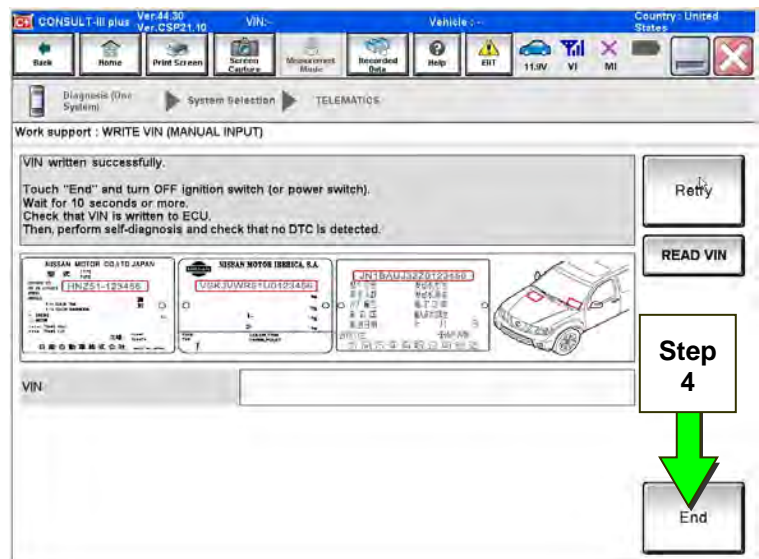 CONSULT-III plus Ver.44.30
Ver.CSP21.10
VIN:-
Vehicle : -
Country : United States
Back
Home
Print Screen
Screen Capture
Measurement Mode
Recorded Data
Help
ERT
11.9V
VI
MI
Diagnosis (One System)
System Selection
TELEMATICS
Work support : WRITE VIN (MANUAL INPUT)
VIN written successfully.
Touch "End" and turn OFF ignition switch (or power switch).
Wait for 10 seconds or more.
Check that VIN is written to ECU.
Then, perform self-diagnosis and check that no DTC is detected.
Retry
READ VIN
NISSAN MOTOR CO.LTD JAPAN
HNZ51-123456
NISSAN MOTOR IBERICA, S.A.
VSKJVWR51U0123456
Step
4
VIN
End